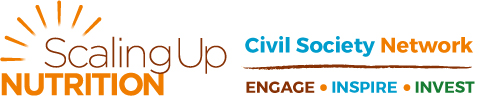 Scaling Up
NUTRITION
Civil Society Network
ENGAGE • INSPIRE • INVEST